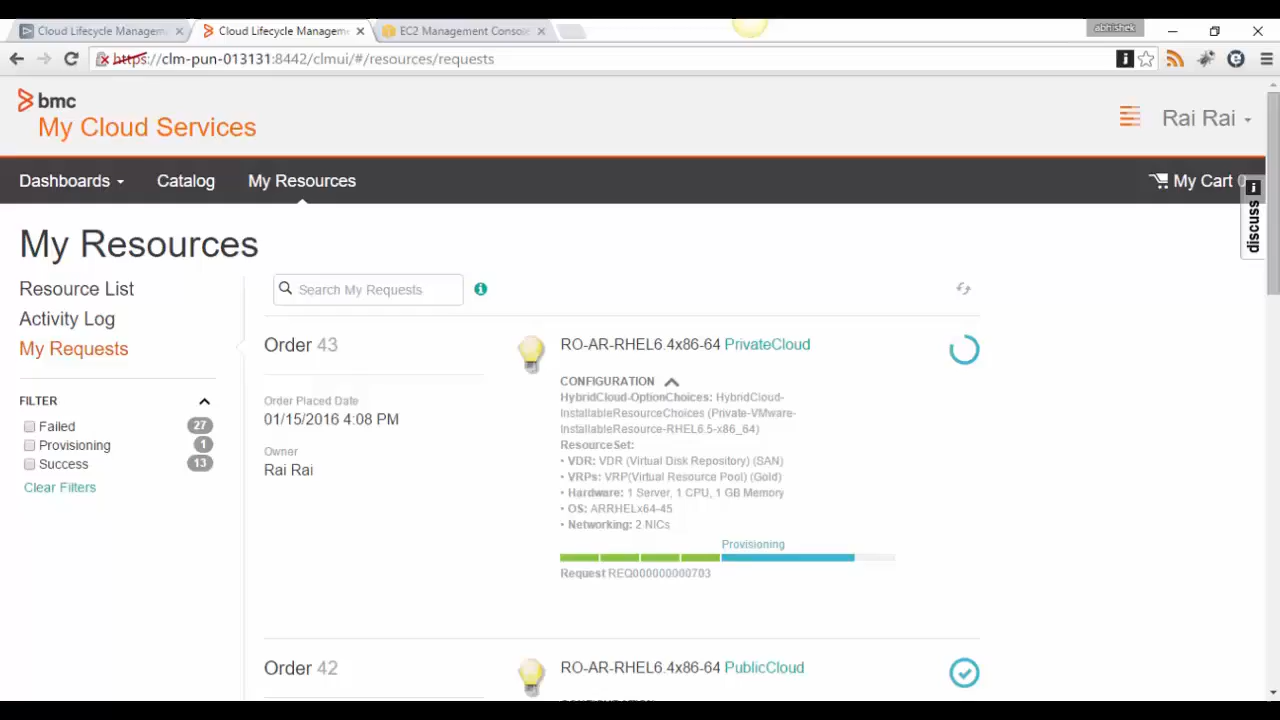 Cloud Lifecycle Managem
Cloud Lifecycle Managem
EC2 Management Console
abhishek
https://clm-pun-013131:8442/clmui/#/resources/requests
bmc
My Cloud Services
Rai Rai
Dashboards
Catalog
My Resources
My Cart 0
discuss
My Resources
Resource List
Activity Log
My Requests
FILTER
Failed 27
Provisioning 1
Success 13
Clear Filters
Search My Requests
Order 43
Order Placed Date
01/15/2016 4:08 PM
Owner
Rai Rai
RO-AR-RHEL6.4x86-64 PrivateCloud
CONFIGURATION
HybridCloud-OptionChoices: HybridCloud-
InstallableResourceChoices (Private-VMware-
InstallableResource-RHEL6.5-x86_64)
ResourceSet:
• VDR: VDR (Virtual Disk Repository) (SAN)
• VRPs: VRP(Virtual Resource Pool) (Gold)
• Hardware: 1 Server, 1 CPU, 1 GB Memory
• OS: ARRHELx64-45
• Networking: 2 NICs
Provisioning
Request REQ000000000703
Order 42
RO-AR-RHEL6.4x86-64 PublicCloud